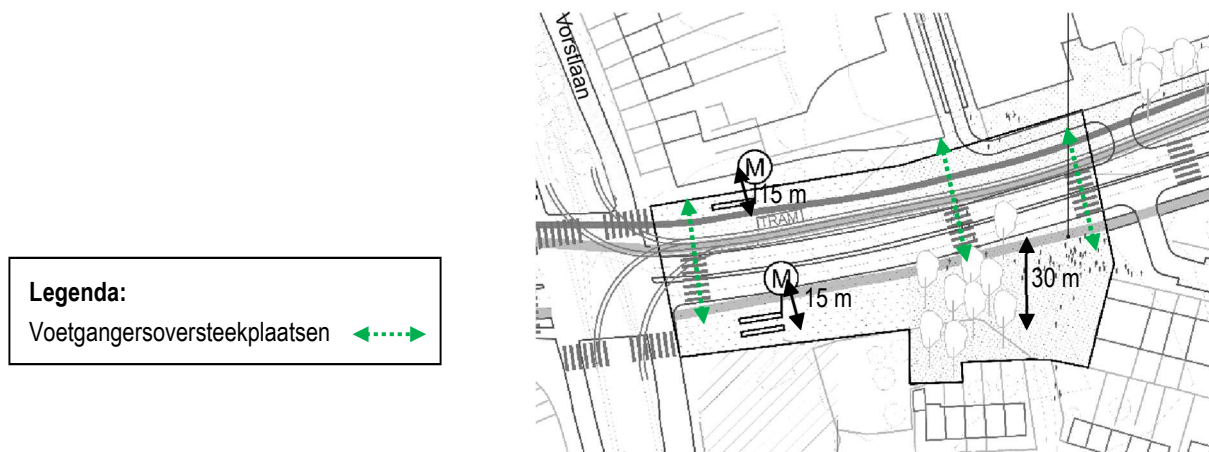 Legenda:
Voetgangersoversteekplaatsen
Vorstlaan
M
15 m
TRAM
M
15 m
30 m